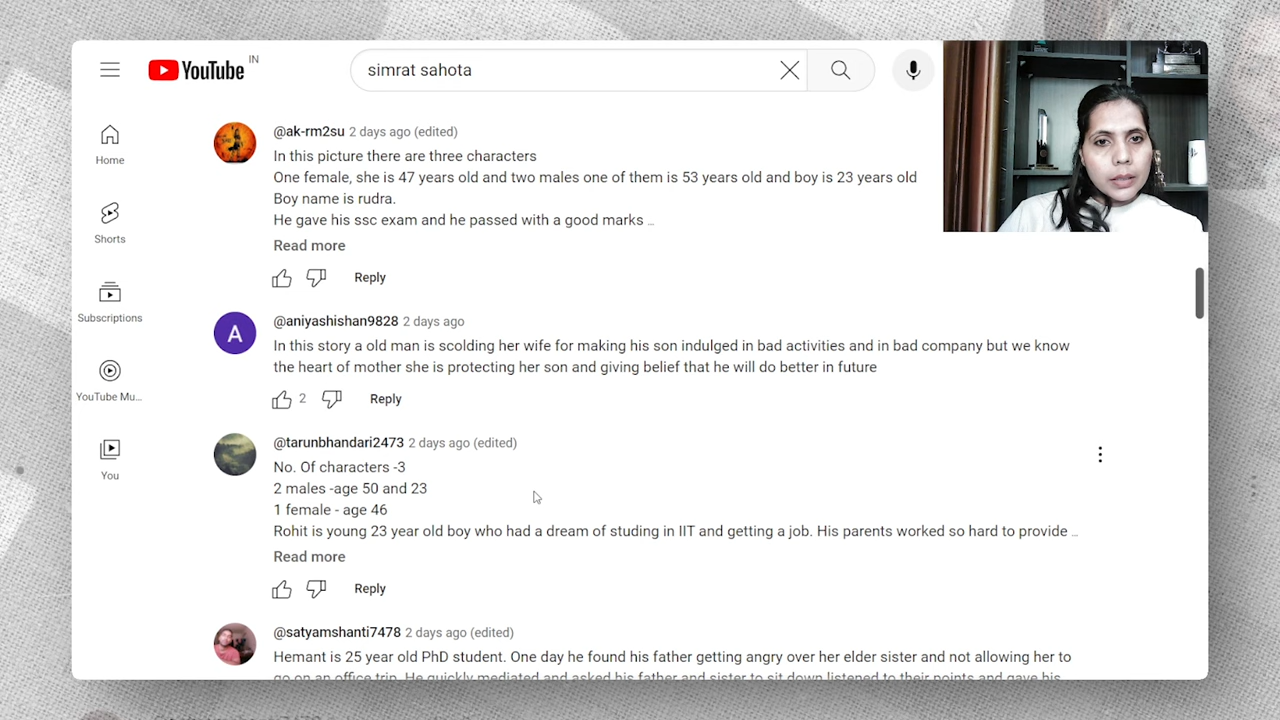 YouTube IN
simrat sahota
Home
Shorts
Subscriptions
YouTube Mu...
You
@ak-rm2su 2 days ago (edited)
In this picture there are three characters
One female, she is 47 years old and two males one of them is 53 years old and boy is 23 years old
Boy name is rudra.
He gave his ssc exam and he passed with a good marks ...
Read more
Reply
A
@aniyashishan9828 2 days ago
In this story a old man is scolding her wife for making his son indulged in bad activities and in bad company but we know
the heart of mother she is protecting her son and giving belief that he will do better in future
2 Reply
@tarunbhandari2473 2 days ago (edited)
No. Of characters -3
2 males -age 50 and 23
1 female - age 46
Rohit is young 23 year old boy who had a dream of studing in IIT and getting a job. His parents worked so hard to provide ...
Read more
Reply
@satyamshanti7478 2 days ago (edited)
Hemant is 25 year old PhD student. One day he found his father getting angry over her elder sister and not allowing her to
go on an office trip. He quickly mediated and asked his father and sister to sit down listened to their points and gave his